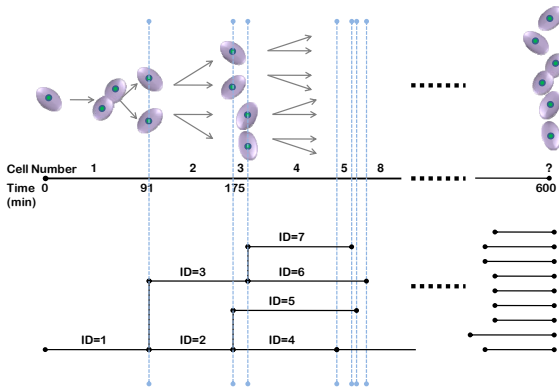 Cell Number 1 2 3 4 5 8 ?
Time 0 91 175 600
(min)
ID=7
ID=3 ID=6
ID=5
ID=1 ID=2 ID=4